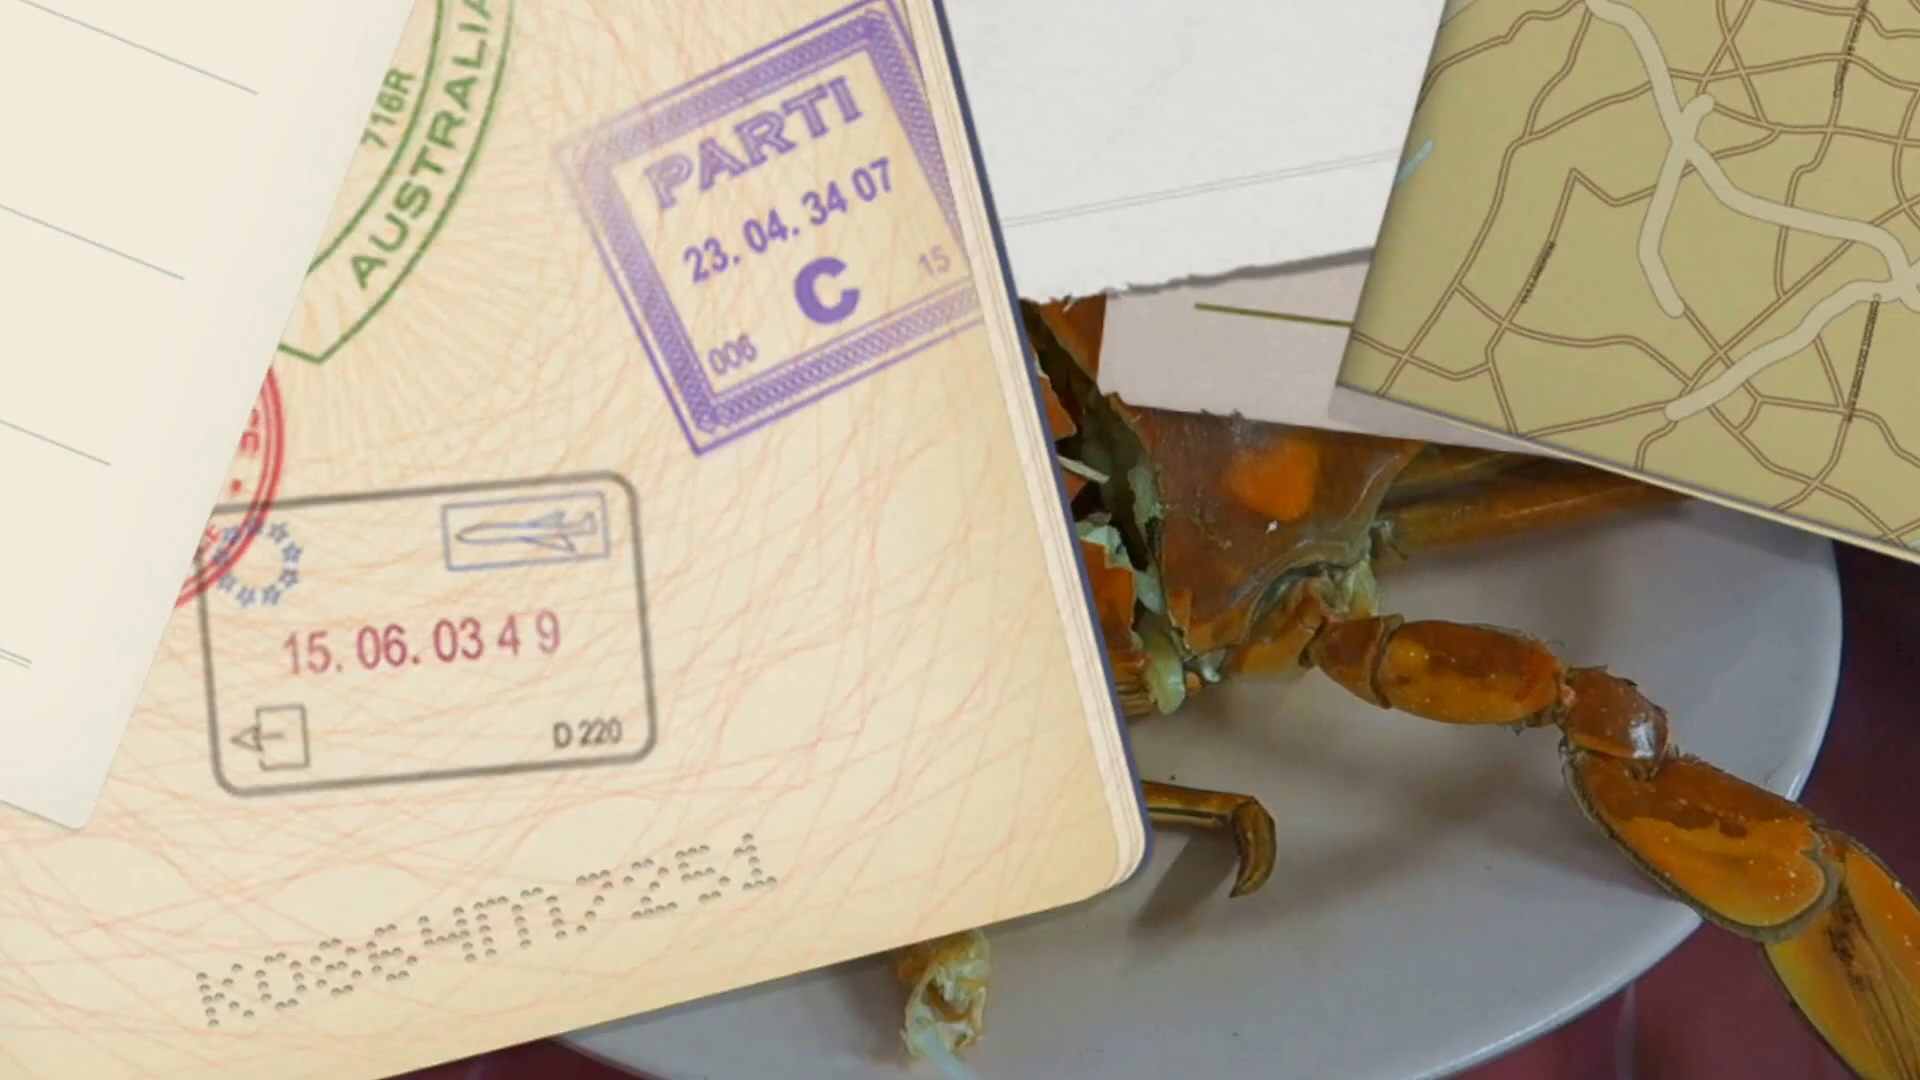 716R
AUSTRALIA
PARTI
23. 04. 34 07
C
15
006
15. 06. 03 4 9
D 220